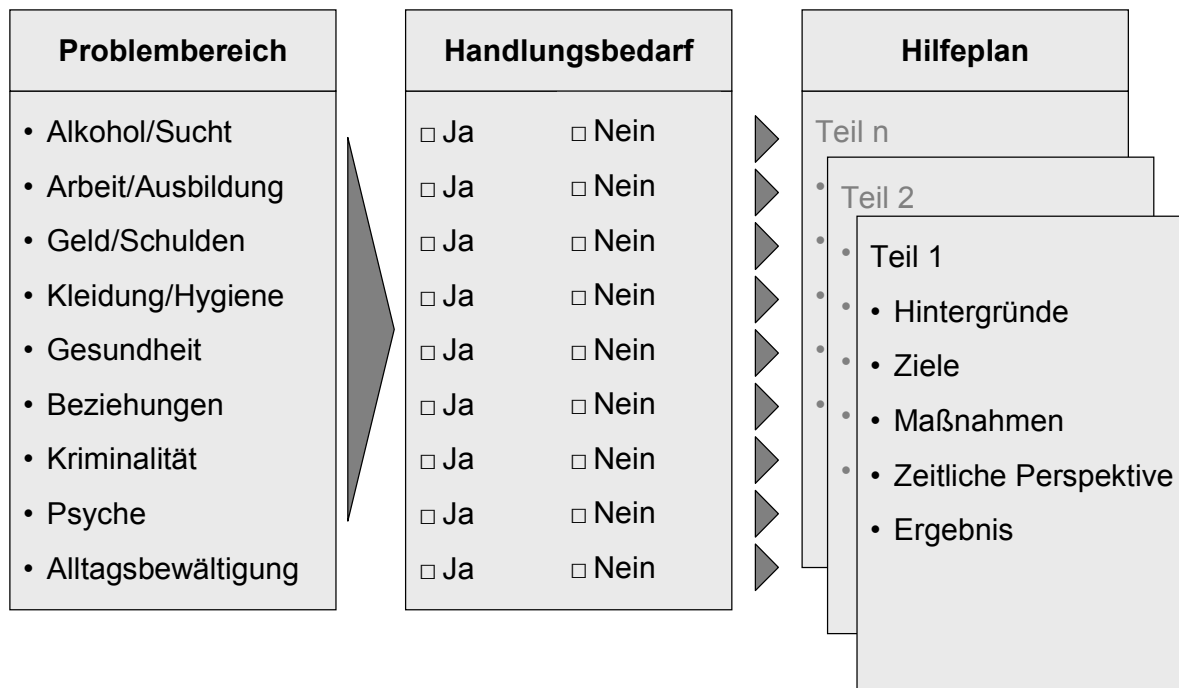 Problembereich
• Alkohol/Sucht
• Arbeit/Ausbildung
• Geld/Schulden
• Kleidung/Hygiene
• Gesundheit
• Beziehungen
• Kriminalität
• Psyche
• Alltagsbewältigung
Handlungsbedarf
□ Ja □ Nein
□ Ja □ Nein
□ Ja □ Nein
□ Ja □ Nein
□ Ja □ Nein
□ Ja □ Nein
□ Ja □ Nein
□ Ja □ Nein
□ Ja □ Nein
Hilfeplan
Teil n
Teil 2
Teil 1
• Hintergründe
• Ziele
• Maßnahmen
• Zeitliche Perspektive
• Ergebnis